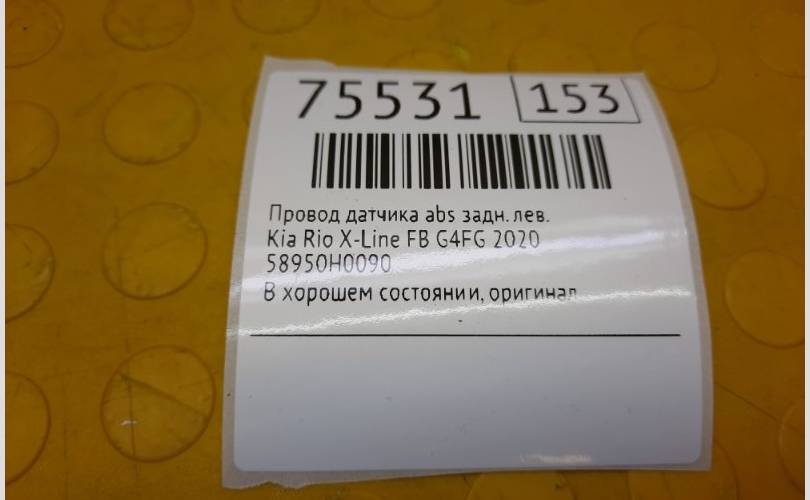 75531 153
Провод датчика abs задн. лев.
Kia Rio X-Line FB G4FG 2020
58950H0090
В хорошем состоянии, оригинал